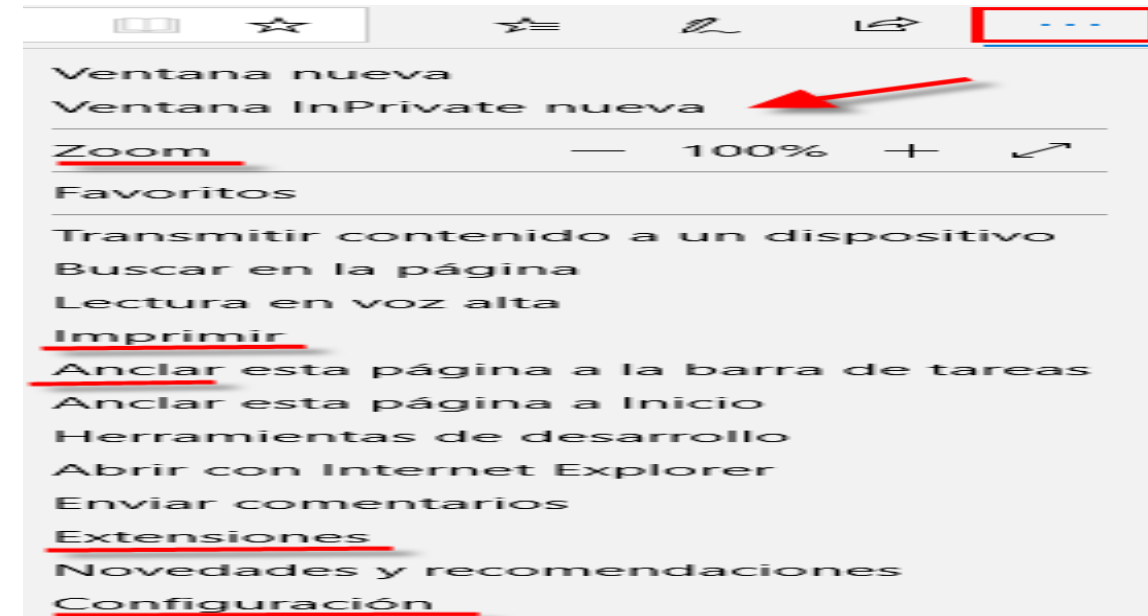 Ventana nueva
Ventana InPrivate nueva
Zoom — 100% +
Favoritos
Transmitir contenido a un dispositivo
Buscar en la página
Lectura en voz alta
Imprimir
Anclar esta página a la barra de tareas
Anclar esta página a Inicio
Herramientas de desarrollo
Abrir con Internet Explorer
Enviar comentarios
Extensiones
Novedades y recomendaciones
Configuración